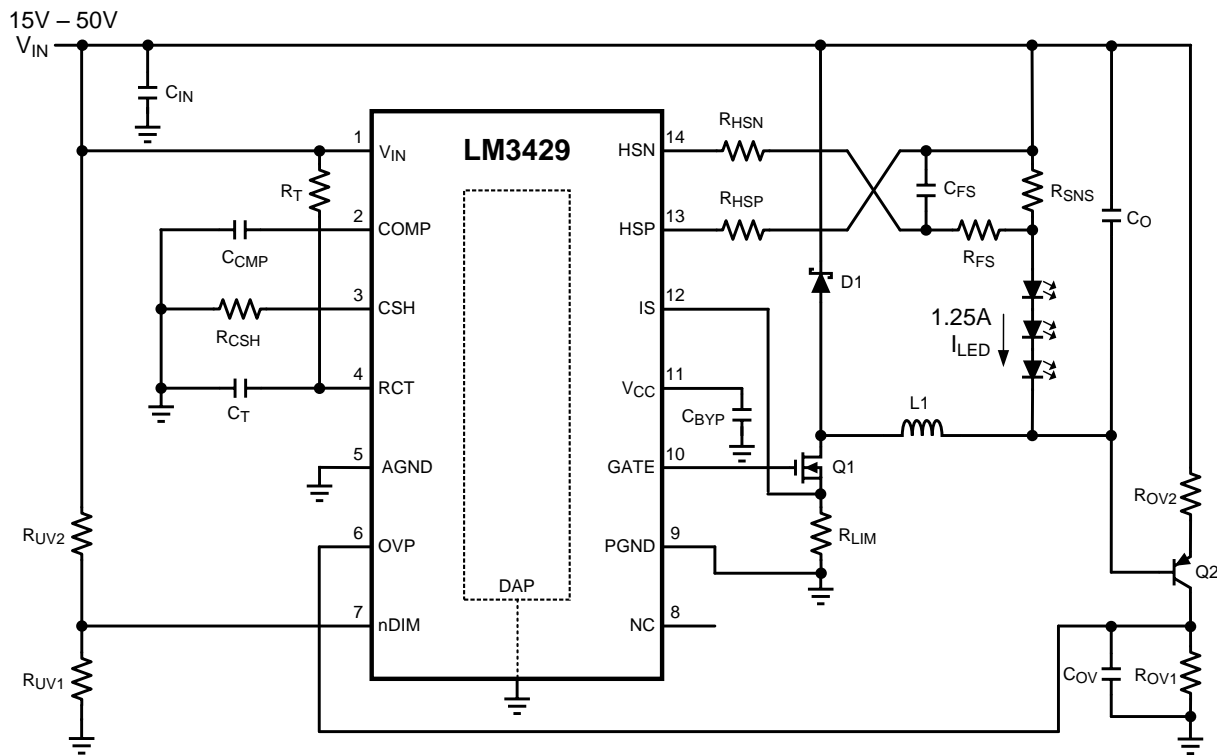 15V – 50V
VIN
CIN
LM3429
1
VIN
14
HSN
RHSN
RT
CFS
RSNS
CO
2
COMP
CCMP
13
HSP
RHSP
RFS
D1
3
CSH
RCSH
12
IS
1.25A
ILED
4
RCT
CT
11
VCC
CBYP
L1
5
AGND
10
GATE
Q1
ROV2
RUV2
6
OVP
9
PGND
RLIM
Q2
DAP
7
nDIM
8
NC
RUV1
COV
ROV1